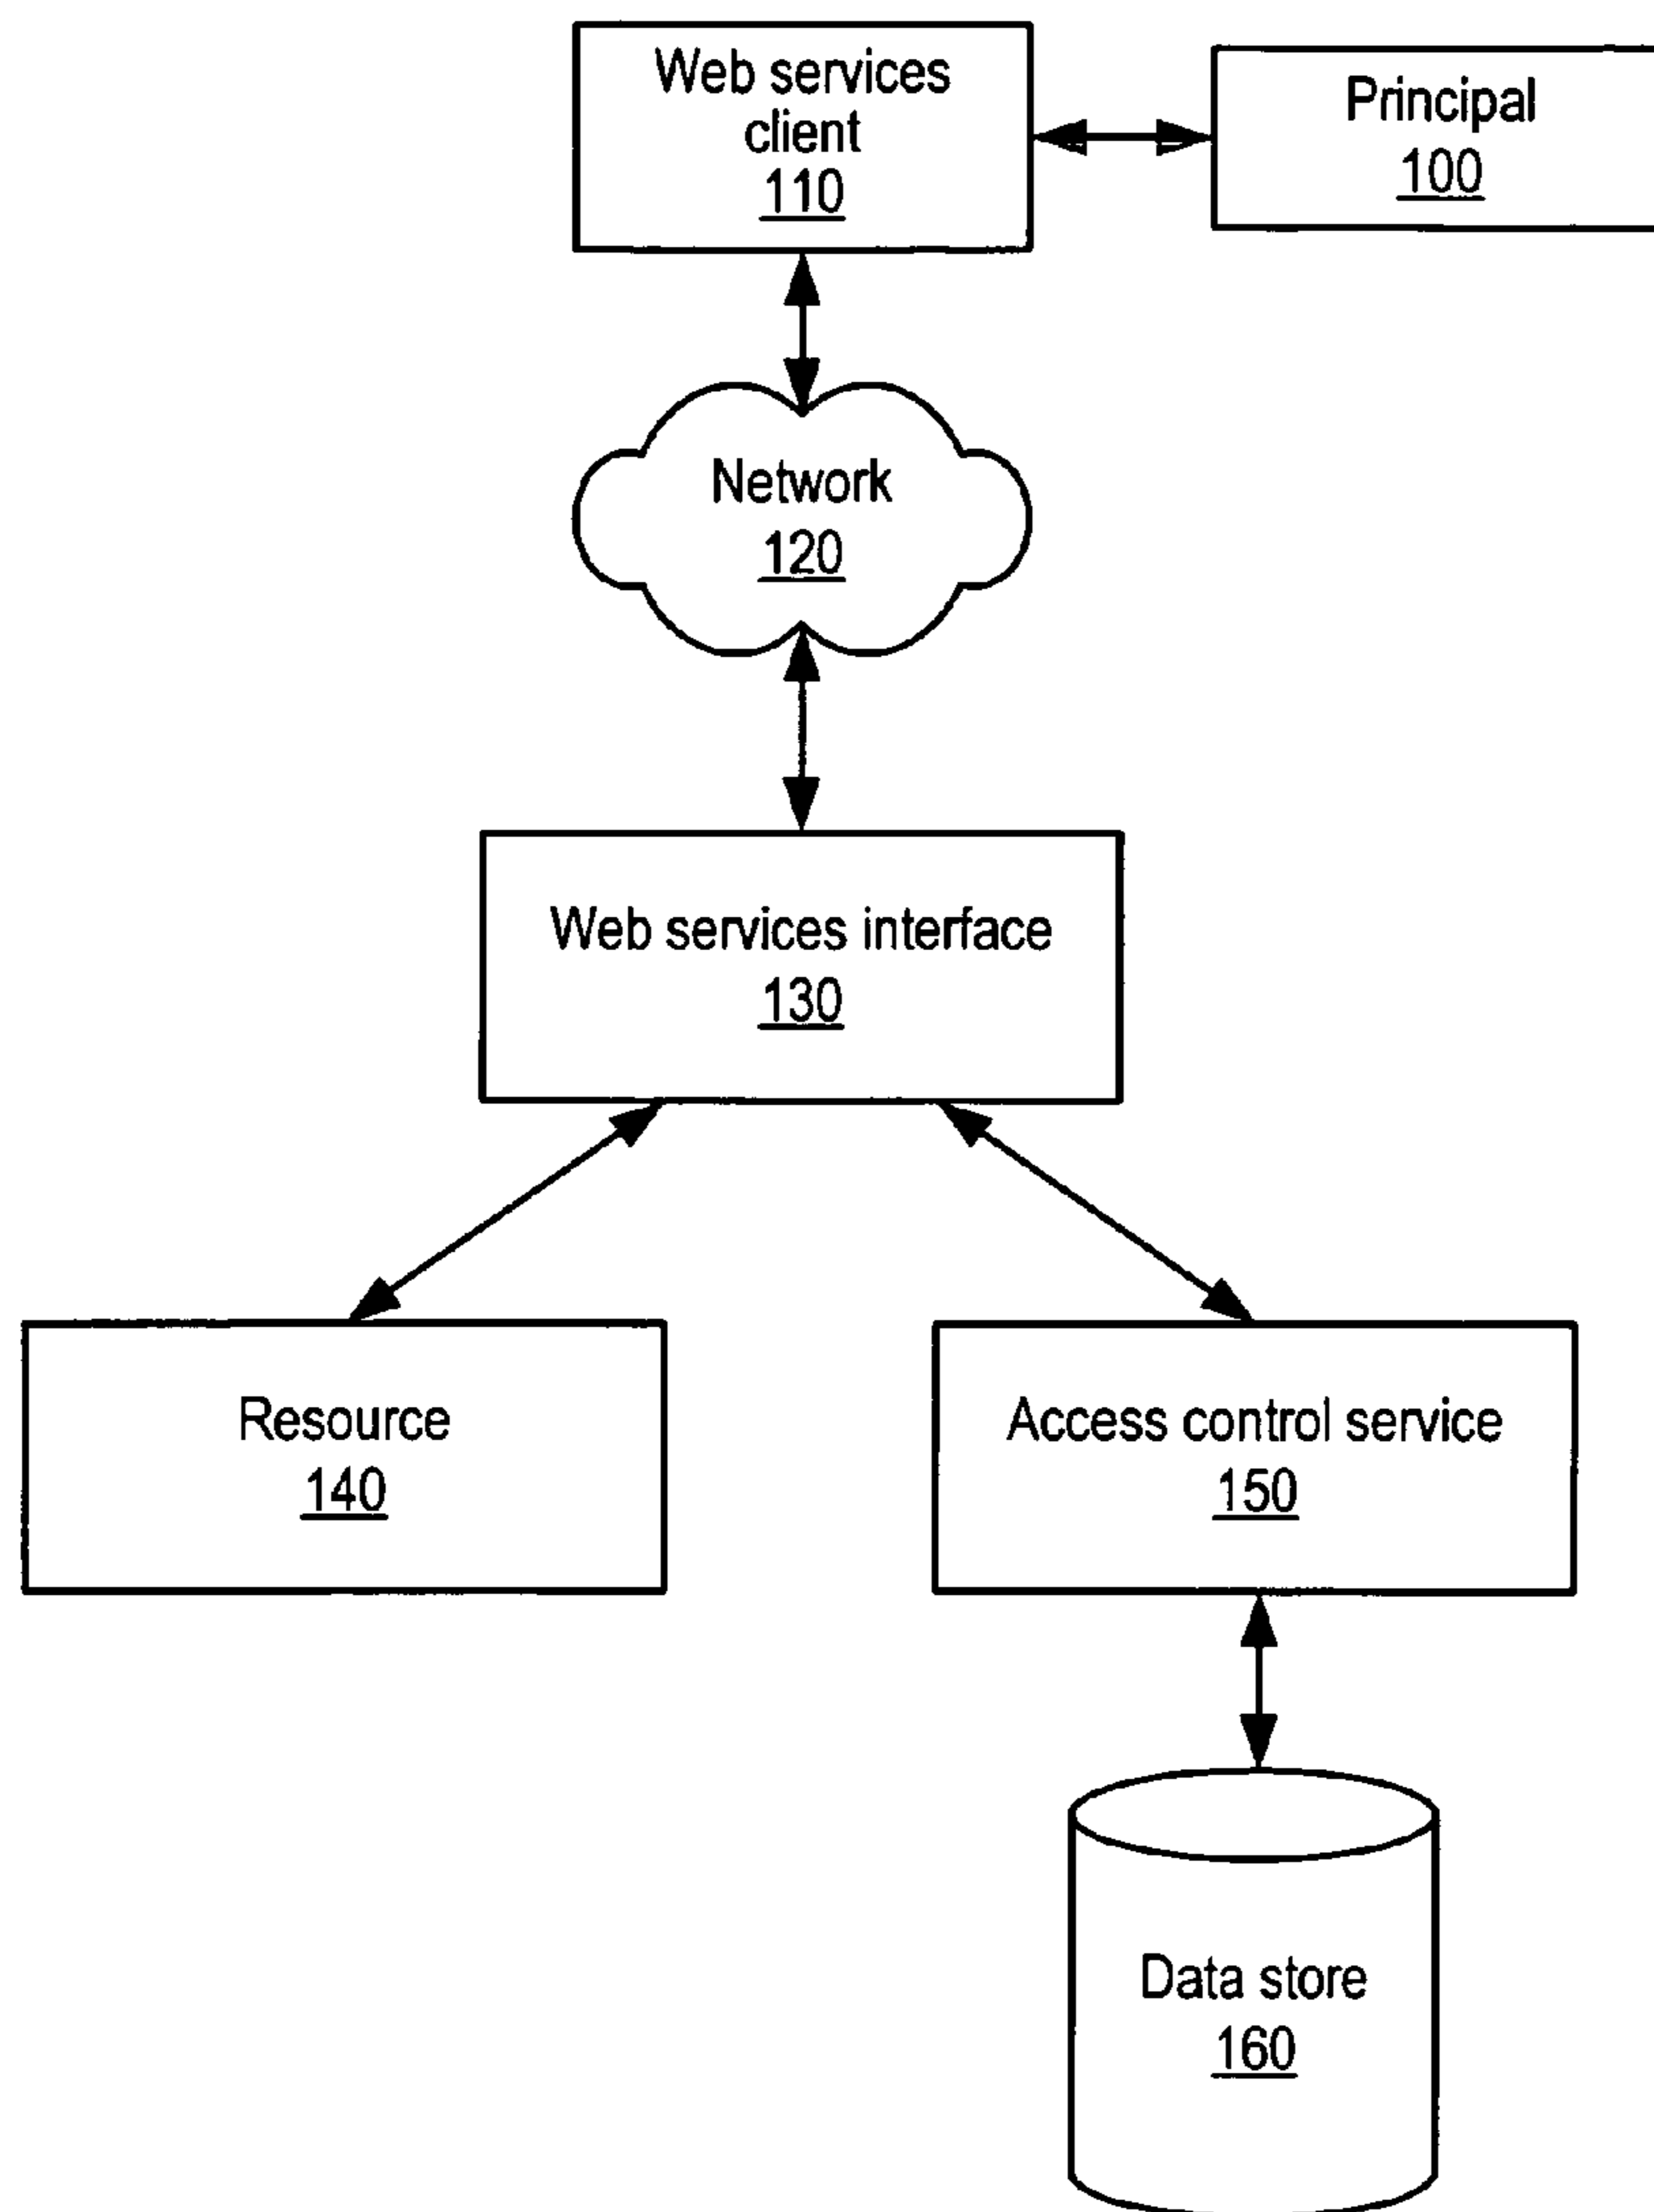 Web services
client
110
Principal
100
Network
120
Web services interface
130
Resource
140
Access control service
150
Data store
160